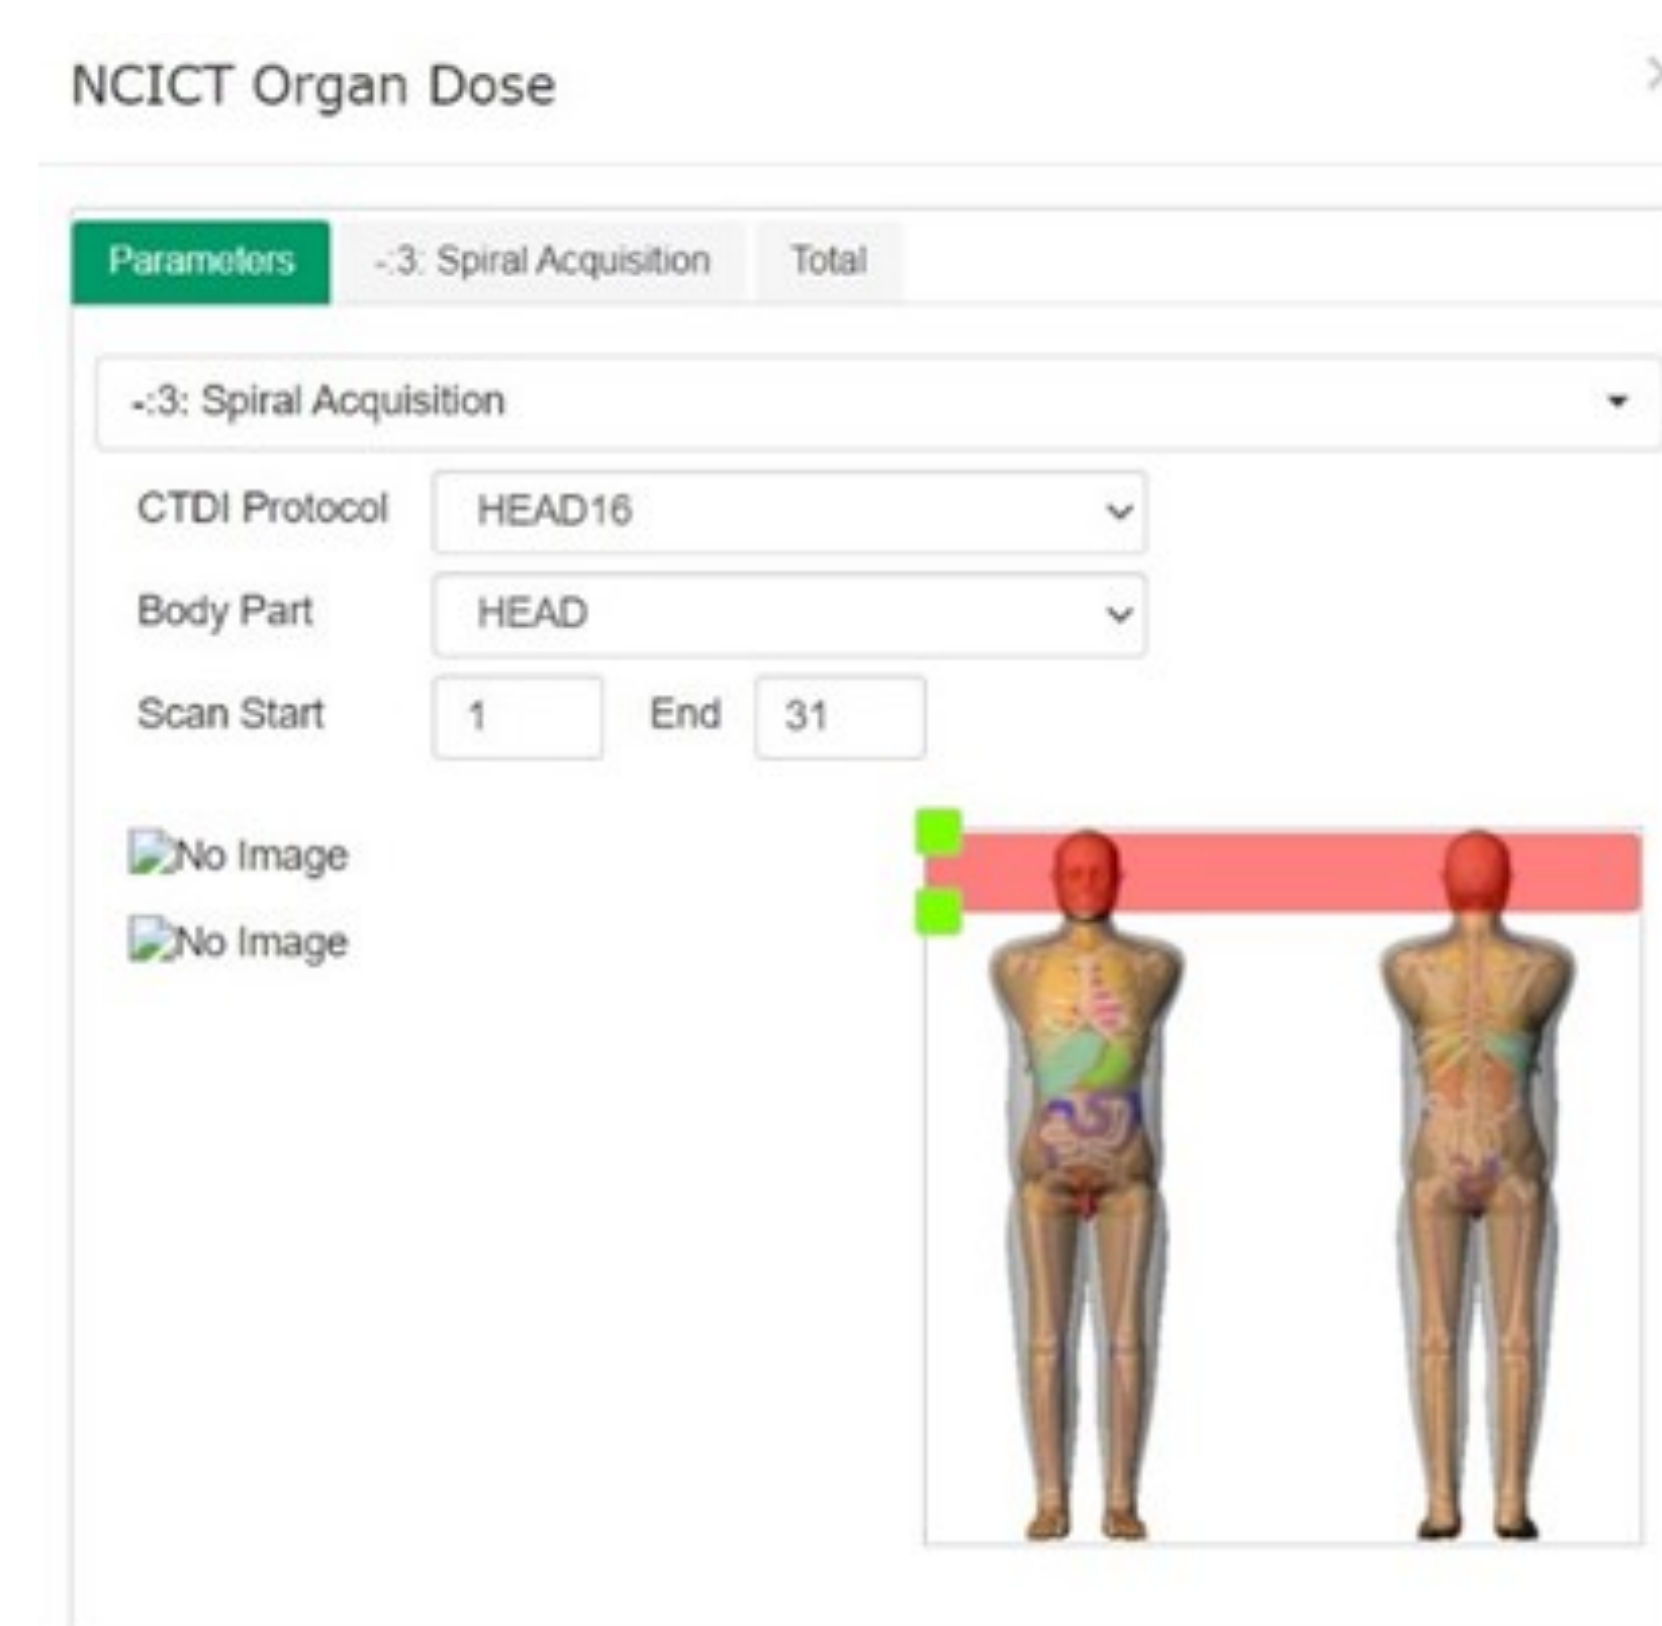 NCICT Organ Dose
Parameters -:3: Spiral Acquisition Total
-:3: Spiral Acquisition
CTDI Protocol HEAD16
Body Part HEAD
Scan Start 1 End 31
No Image
No Image